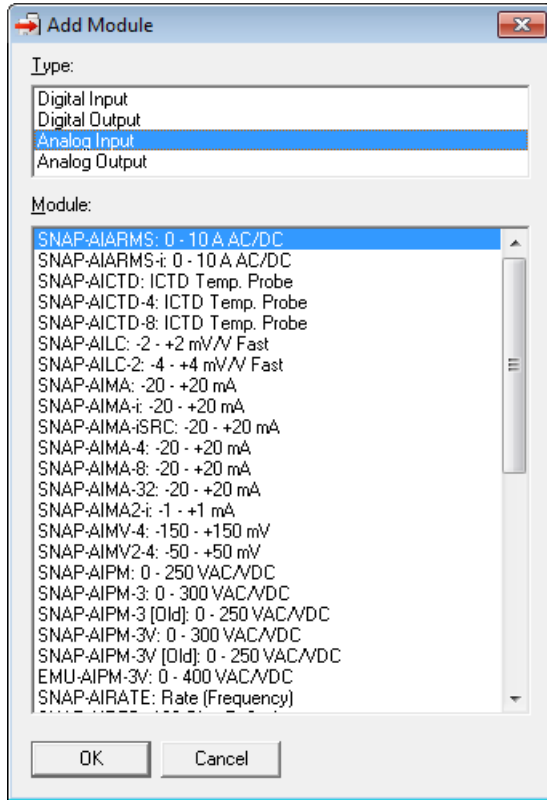 Add Module
Type:
Digital Input
Digital Output
Analog Input
Analog Output
Module:
SNAP-AIARMS: 0 - 10 A AC/DC
SNAP-AIARMS-i: 0 - 10 A AC/DC
SNAP-AICTD: ICTD Temp. Probe
SNAP-AICTD-4: ICTD Temp. Probe
SNAP-AICTD-8: ICTD Temp. Probe
SNAP-AILC: -2 - +2 mV/V Fast
SNAP-AILC-2: -4 - +4 mV/V Fast
SNAP-AIMA: -20 - +20 mA
SNAP-AIMA-i: -20 - +20 mA
SNAP-AIMA-iSRC: -20 - +20 mA
SNAP-AIMA-4: -20 - +20 mA
SNAP-AIMA-8: -20 - +20 mA
SNAP-AIMA-32: -20 - +20 mA
SNAP-AIMA2-i: -1 - +1 mA
SNAP-AIMV-4: -150 - +150 mV
SNAP-AIMV2-4: -50 - +50 mV
SNAP-AIPM: 0 - 250 VAC/VDC
SNAP-AIPM-3: 0 - 300 VAC/VDC
SNAP-AIPM-3 [Old]: 0 - 250 VAC/VDC
SNAP-AIPM-3V: 0 - 300 VAC/VDC
SNAP-AIPM-3V [Old]: 0 - 250 VAC/VDC
EMU-AIPM-3V: 0 - 400 VAC/VDC
SNAP-AIRATE: Rate (Frequency)
OK
Cancel